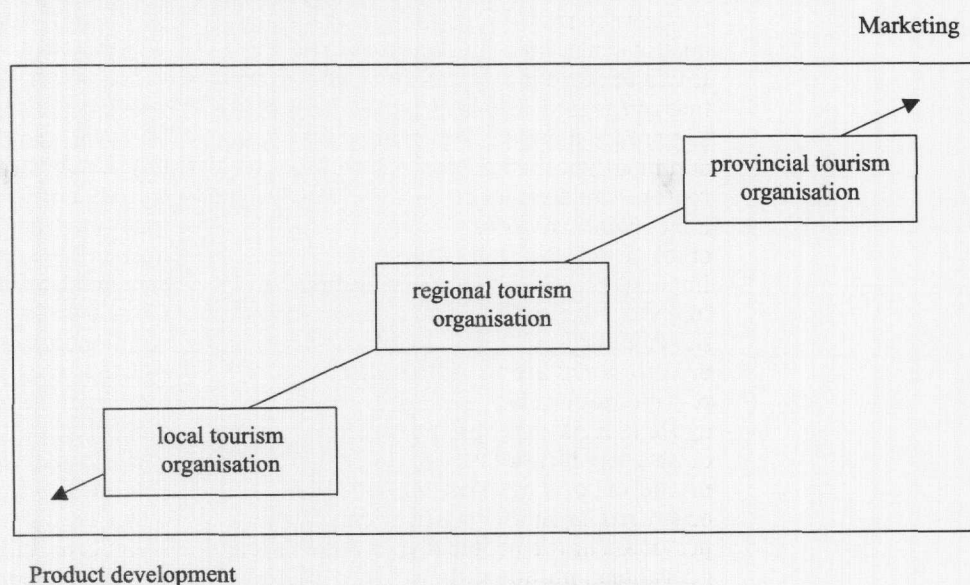 Marketing
provincial tourism
organisation
regional tourism
organisation
local tourism
organisation
Product development